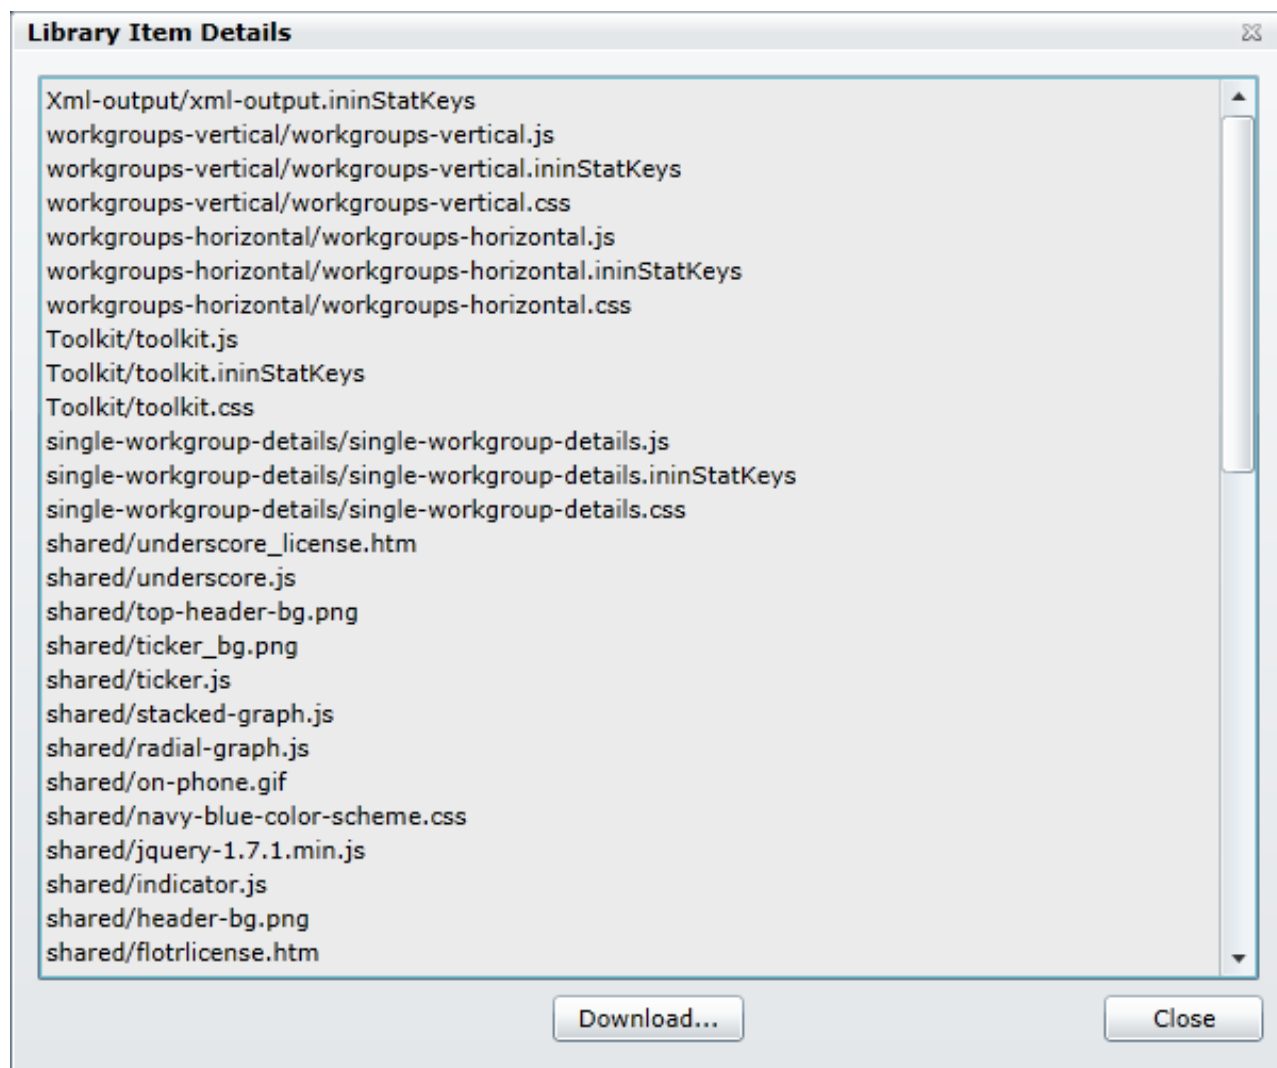 Library Item Details
Xml-output/xml-output.ininStatKeys
workgroups-vertical/workgroups-vertical.js
workgroups-vertical/workgroups-vertical.ininStatKeys
workgroups-vertical/workgroups-vertical.css
workgroups-horizontal/workgroups-horizontal.js
workgroups-horizontal/workgroups-horizontal.ininStatKeys
workgroups-horizontal/workgroups-horizontal.css
Toolkit/toolkit.js
Toolkit/toolkit.ininStatKeys
Toolkit/toolkit.css
single-workgroup-details/single-workgroup-details.js
single-workgroup-details/single-workgroup-details.ininStatKeys
single-workgroup-details/single-workgroup-details.css
shared/underscore_license.htm
shared/underscore.js
shared/top-header-bg.png
shared/ticker_bg.png
shared/ticker.js
shared/stacked-graph.js
shared/radial-graph.js
shared/on-phone.gif
shared/navy-blue-color-scheme.css
shared/jquery-1.7.1.min.js
shared/indicator.js
shared/header-bg.png
shared/flotrlicense.htm
Download...
Close